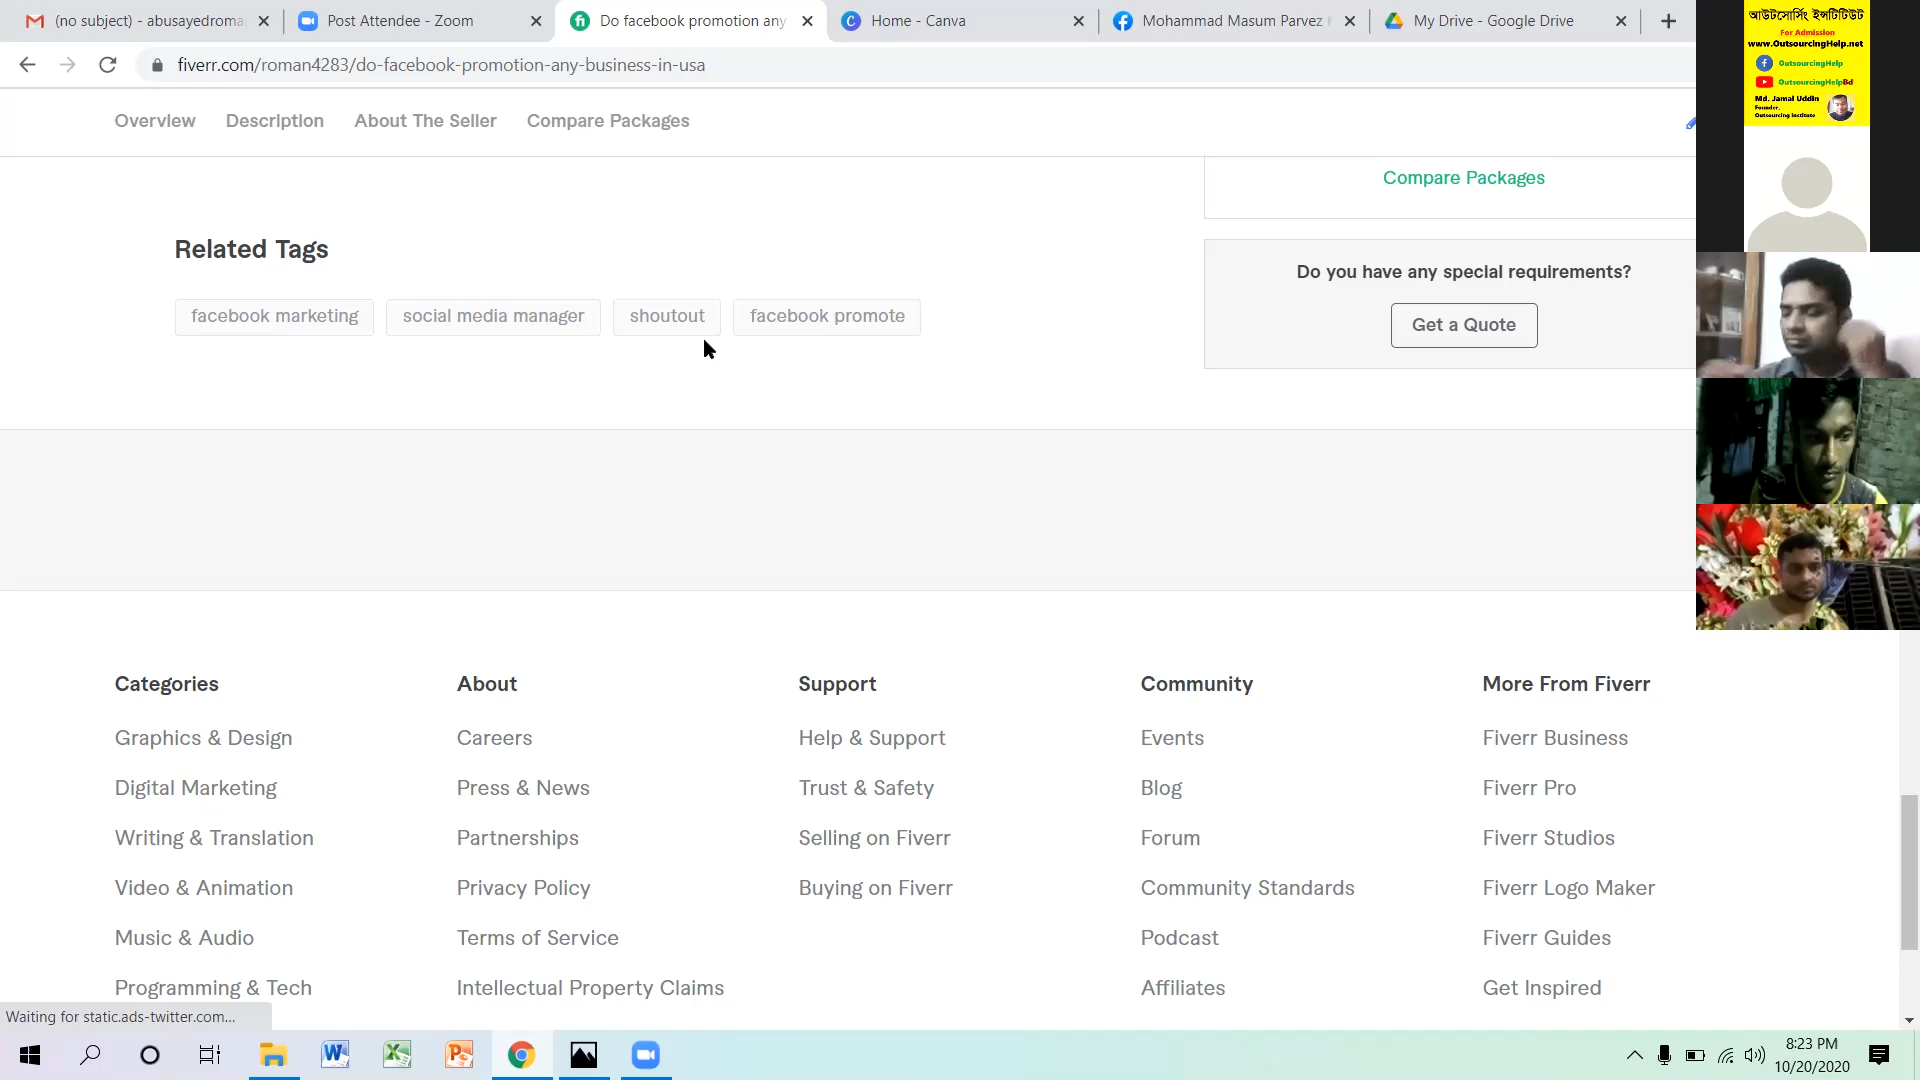 (no subject) - abusayedroma
Post Attendee - Zoom
Do facebook promotion any
Home - Canva
Mohammad Masum Parvez
My Drive - Google Drive
fiverr.com/roman4283/do-facebook-promotion-any-business-in-usa
আউটসোর্সিং ইন্সটিটিউট
For Admission
www.OutsourcingHelp.net
OutsourcingHelp
OutsourcingHelpBd
Md. Jamal Uddin
Founder,
Outsourcing Institute
Overview
Description
About The Seller
Compare Packages
Compare Packages
Related Tags
facebook marketing
social media manager
shoutout
facebook promote
Do you have any special requirements?
Get a Quote
Categories
Graphics & Design
Digital Marketing
Writing & Translation
Video & Animation
Music & Audio
Programming & Tech
About
Careers
Press & News
Partnerships
Privacy Policy
Terms of Service
Intellectual Property Claims
Support
Help & Support
Trust & Safety
Selling on Fiverr
Buying on Fiverr
Community
Events
Blog
Forum
Community Standards
Podcast
Affiliates
More From Fiverr
Fiverr Business
Fiverr Pro
Fiverr Studios
Fiverr Logo Maker
Fiverr Guides
Get Inspired
Waiting for static.ads-twitter.com...
8:23 PM
10/20/2020